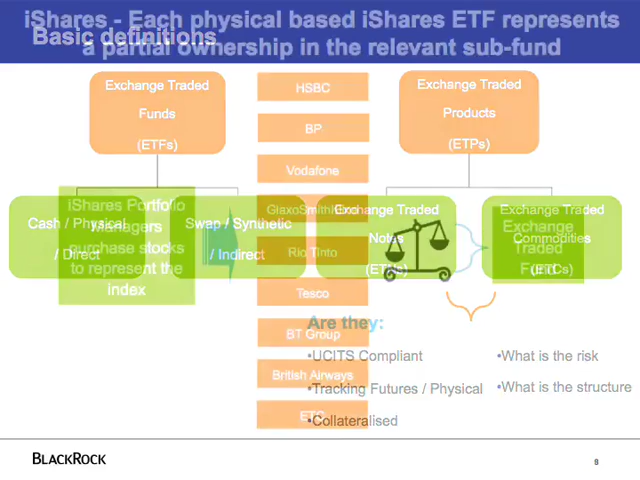 iShares - Each physical based iShares ETF represents
a partial ownership in the relevant sub-fund
Basic definitions
Exchange Traded
Funds
(ETFs)
Exchange Traded
Products
(ETPs)
HSBC
BP
Vodafone
GlaxoSmithKline
Rio Tinto
Tesco
BT Group
British Airways
ETC
Cash / Physical
/ Direct
Swap / Synthetic
/ Indirect
Exchange Traded
Notes
(ETNs)
Exchange Traded
Commodities
(ETCs)
iShares Portfolio
Managers
purchase stocks
to represent the
index
Exchange
Traded
Fund
Are they:
•UCITS Compliant
•Tracking Futures / Physical
•Collateralised
•What is the risk
•What is the structure
BLACKROCK